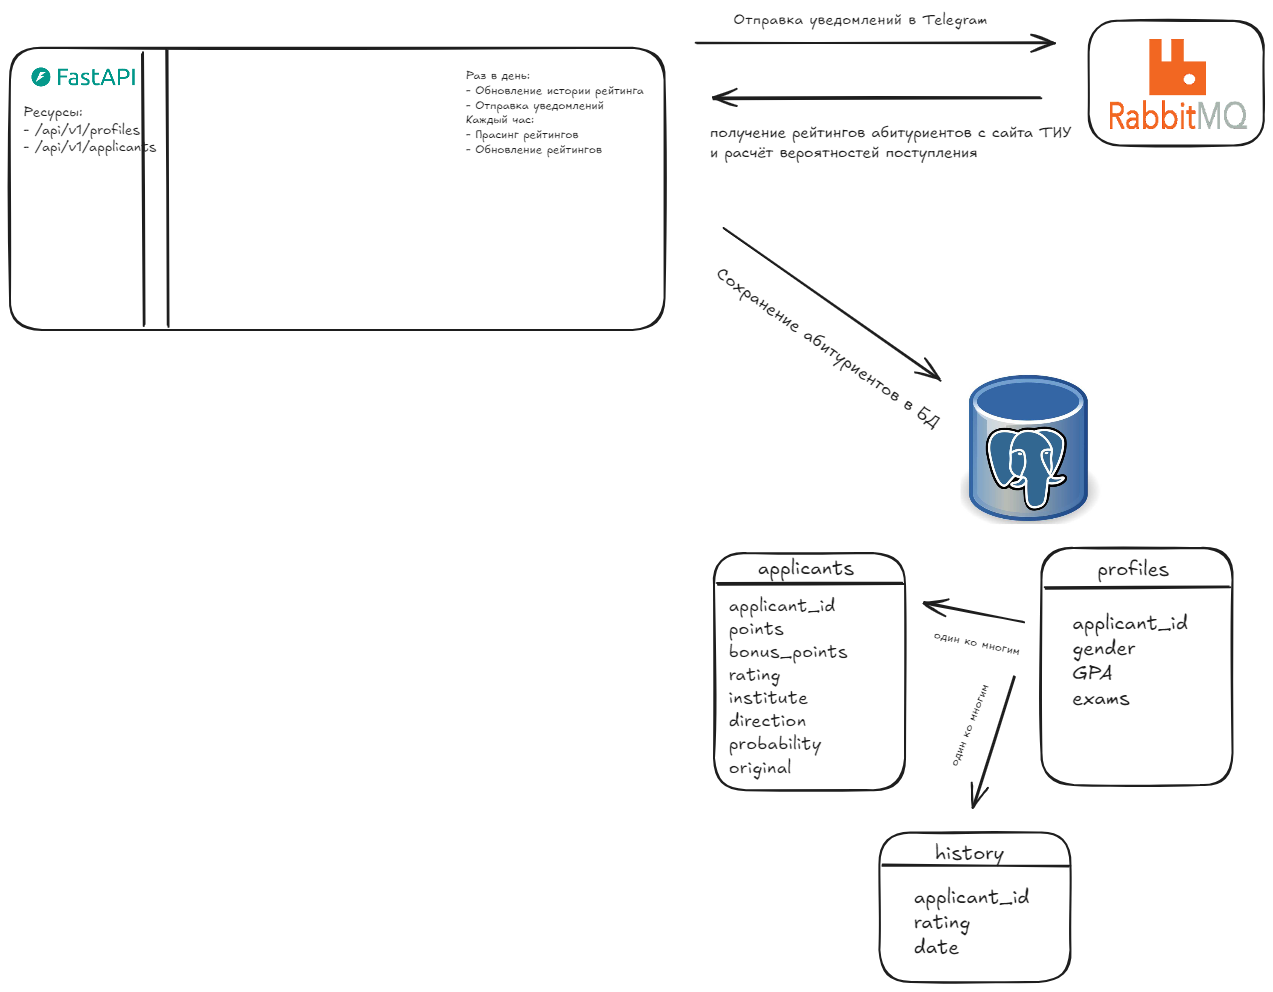 FastAPI
Ресурсы:
- /api/v1/profiles
- /api/v1/applicants
Раз в день:
- Обновление истории рейтинга
- Отправка уведомлений
Каждый час:
- Прасинг рейтингов
- Обновление рейтингов
Отправка уведомлений в Telegram
получение рейтингов абитуриентов с сайта ТИУ
и расчёт вероятностей поступления
RabbitMQ
Сохранение абитуриентов в БД
applicants
applicant_id
points
bonus_points
rating
institute
direction
probability
original
один ко многим
один ко многим
profiles
applicant_id
gender
GPA
exams
history
applicant_id
rating
date